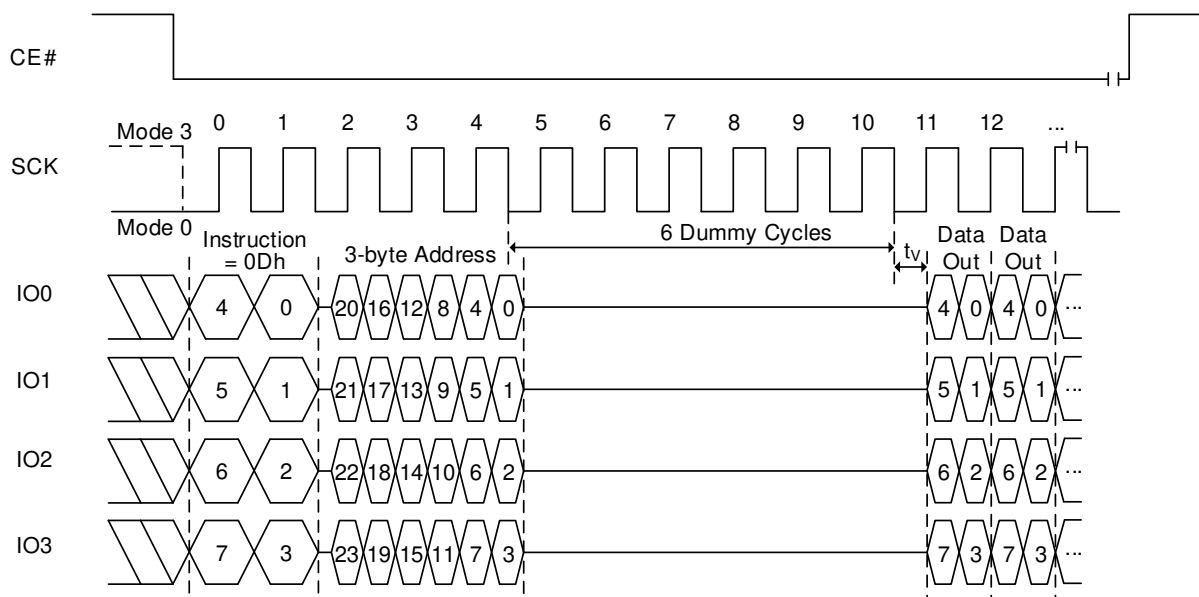 CE#
0 1 2 3 4 5 6 7 8 9 10 11 12 ...
Mode 3
SCK
Mode 0
Instruction = 0Dh
3-byte Address
6 Dummy Cycles
tV
Data Out
Data Out
IO0
4 0 20 16 12 8 4 0 4 0 4 0 ...
IO1
5 1 21 17 13 9 5 1 5 1 5 1 ...
IO2
6 2 22 18 14 10 6 2 6 2 6 2 ...
IO3
7 3 23 19 15 11 7 3 7 3 7 3 ...